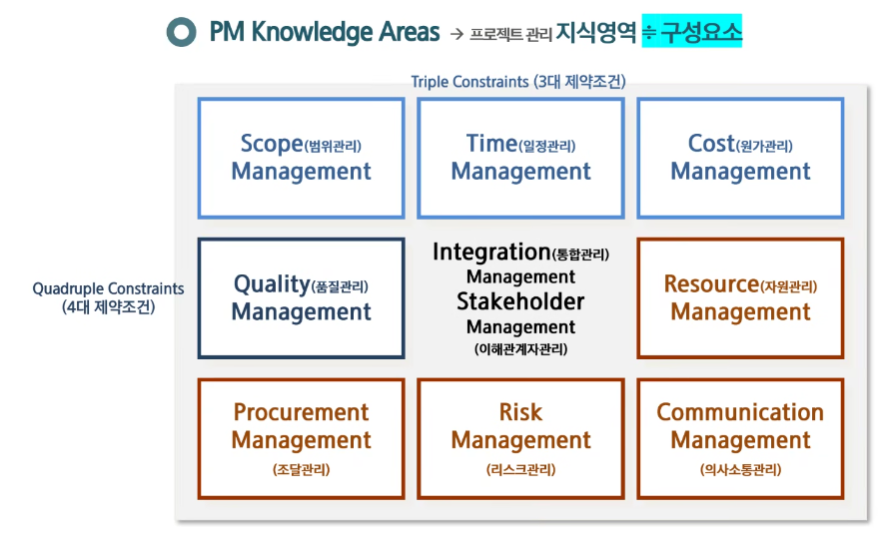 PM Knowledge Areas → 프로젝트 관리 지식영역 ≑ 구성요소
Triple Constraints (3대 제약조건)
Scope(범위관리)
Management
Time(일정관리)
Management
Cost(원가관리)
Management
Quadruple Constraints
(4대 제약조건)
Quality(품질관리)
Management
Integration(통합관리)
Management
Stakeholder
Management
(이해관계자관리)
Resource(자원관리)
Management
Procurement
Management
(조달관리)
Risk
Management
(리스크관리)
Communication
Management
(의사소통관리)